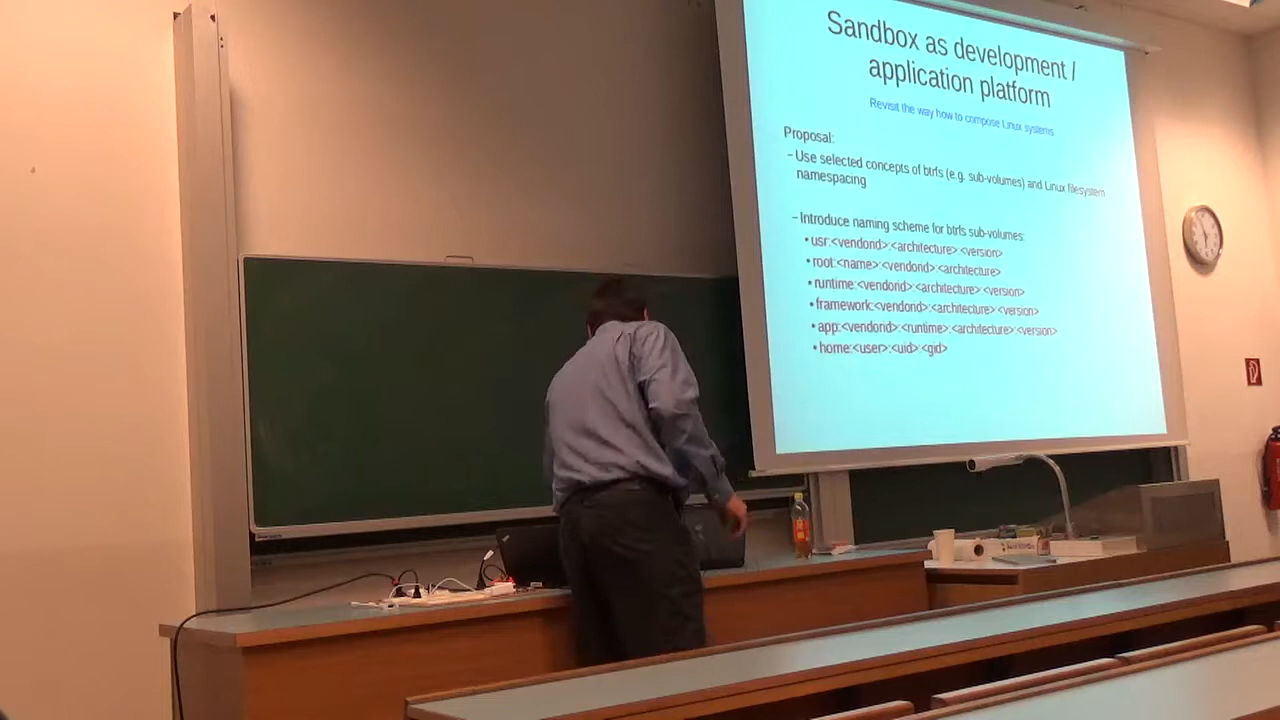 Sandbox as development /
application platform
Revisit the way how to compose Linux systems
Proposal:
– Use selected concepts of btrfs (e.g. sub-volumes) and Linux filesystem
namespacing
– Introduce naming scheme for btrfs sub-volumes:
• usr:<vendorid>:<architecture>:<version>
• root:<name>:<vendorid>:<architecture>
• runtime:<vendorid>:<architecture>:<version>
• framework:<vendorid>:<architecture>:<version>
• app:<vendorid>:<runtime>:<architecture>:<version>
• home:<user>:<uid>:<gid>